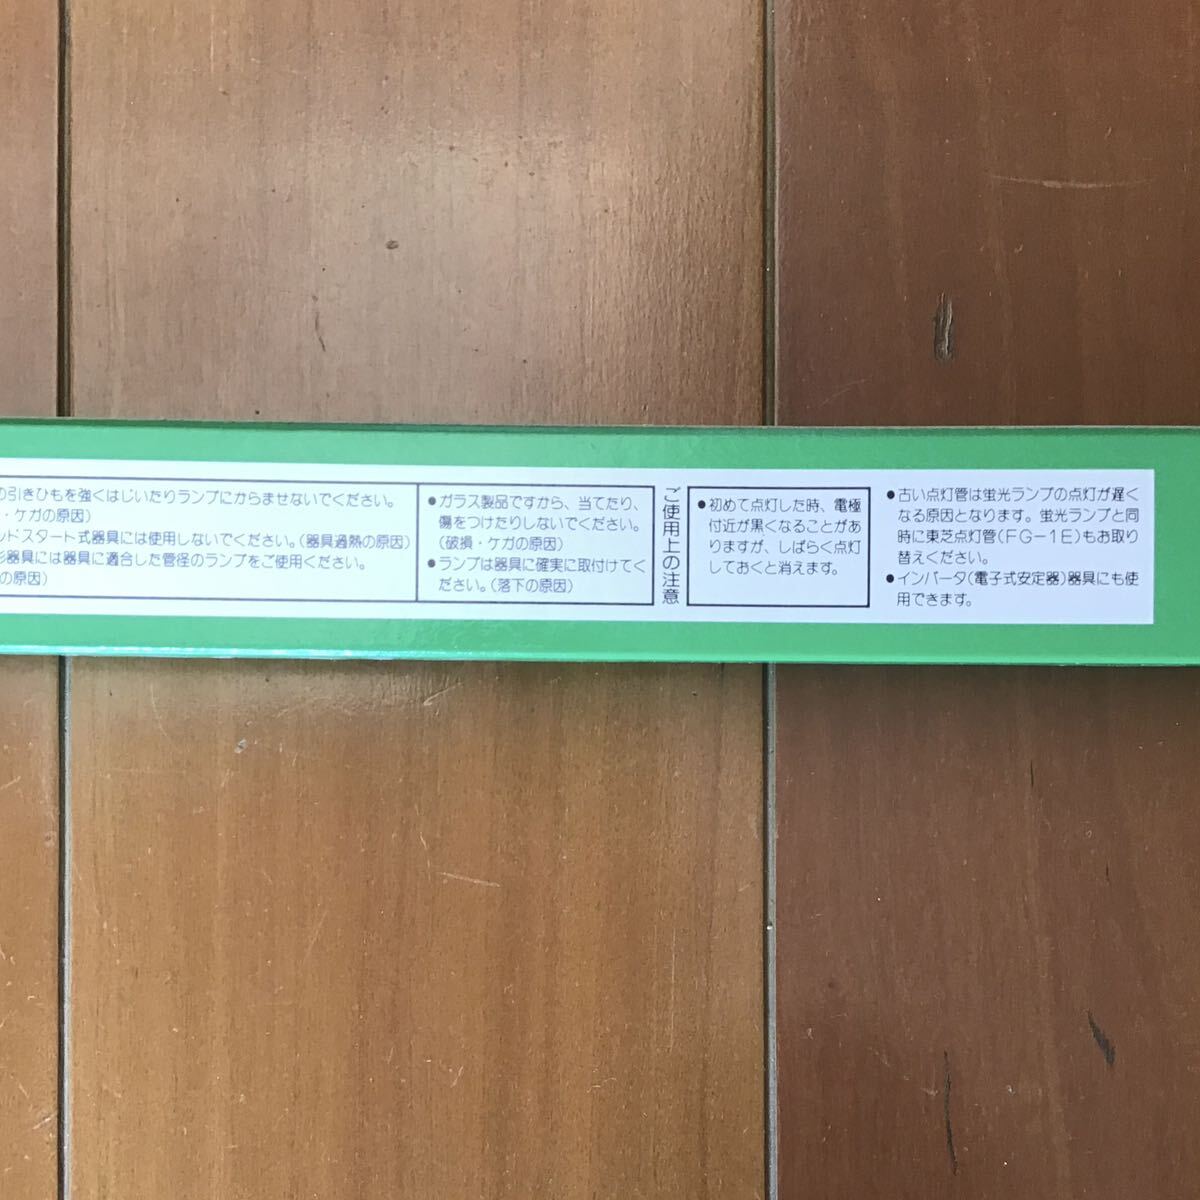 の引きひもを強くはじいたりランプにからませないでください。
・ケガの原因)
ッドスタート式器具には使用しないでください。(器具過熱の原因)
形器具には器具に適合した管径のランプをご使用ください。
の原因)
●ガラス製品ですから、当てたり、
傷をつけたりしないでください。
(破損・ケガの原因)
●ランプは器具に確実に取付けてく
ださい。(落下の原因)
ご使用上の注意
●初めて点灯した時、電極
付近が黒くなることがあ
りますが、しばらく点灯
しておくと消えます。
●古い点灯管は蛍光ランプの点灯が遅く
なる原因となります。蛍光ランプと同
時に東芝点灯管(FG-1E)もお取り
替えください。
●インバータ(電子式安定器)器具にも使
用できます。